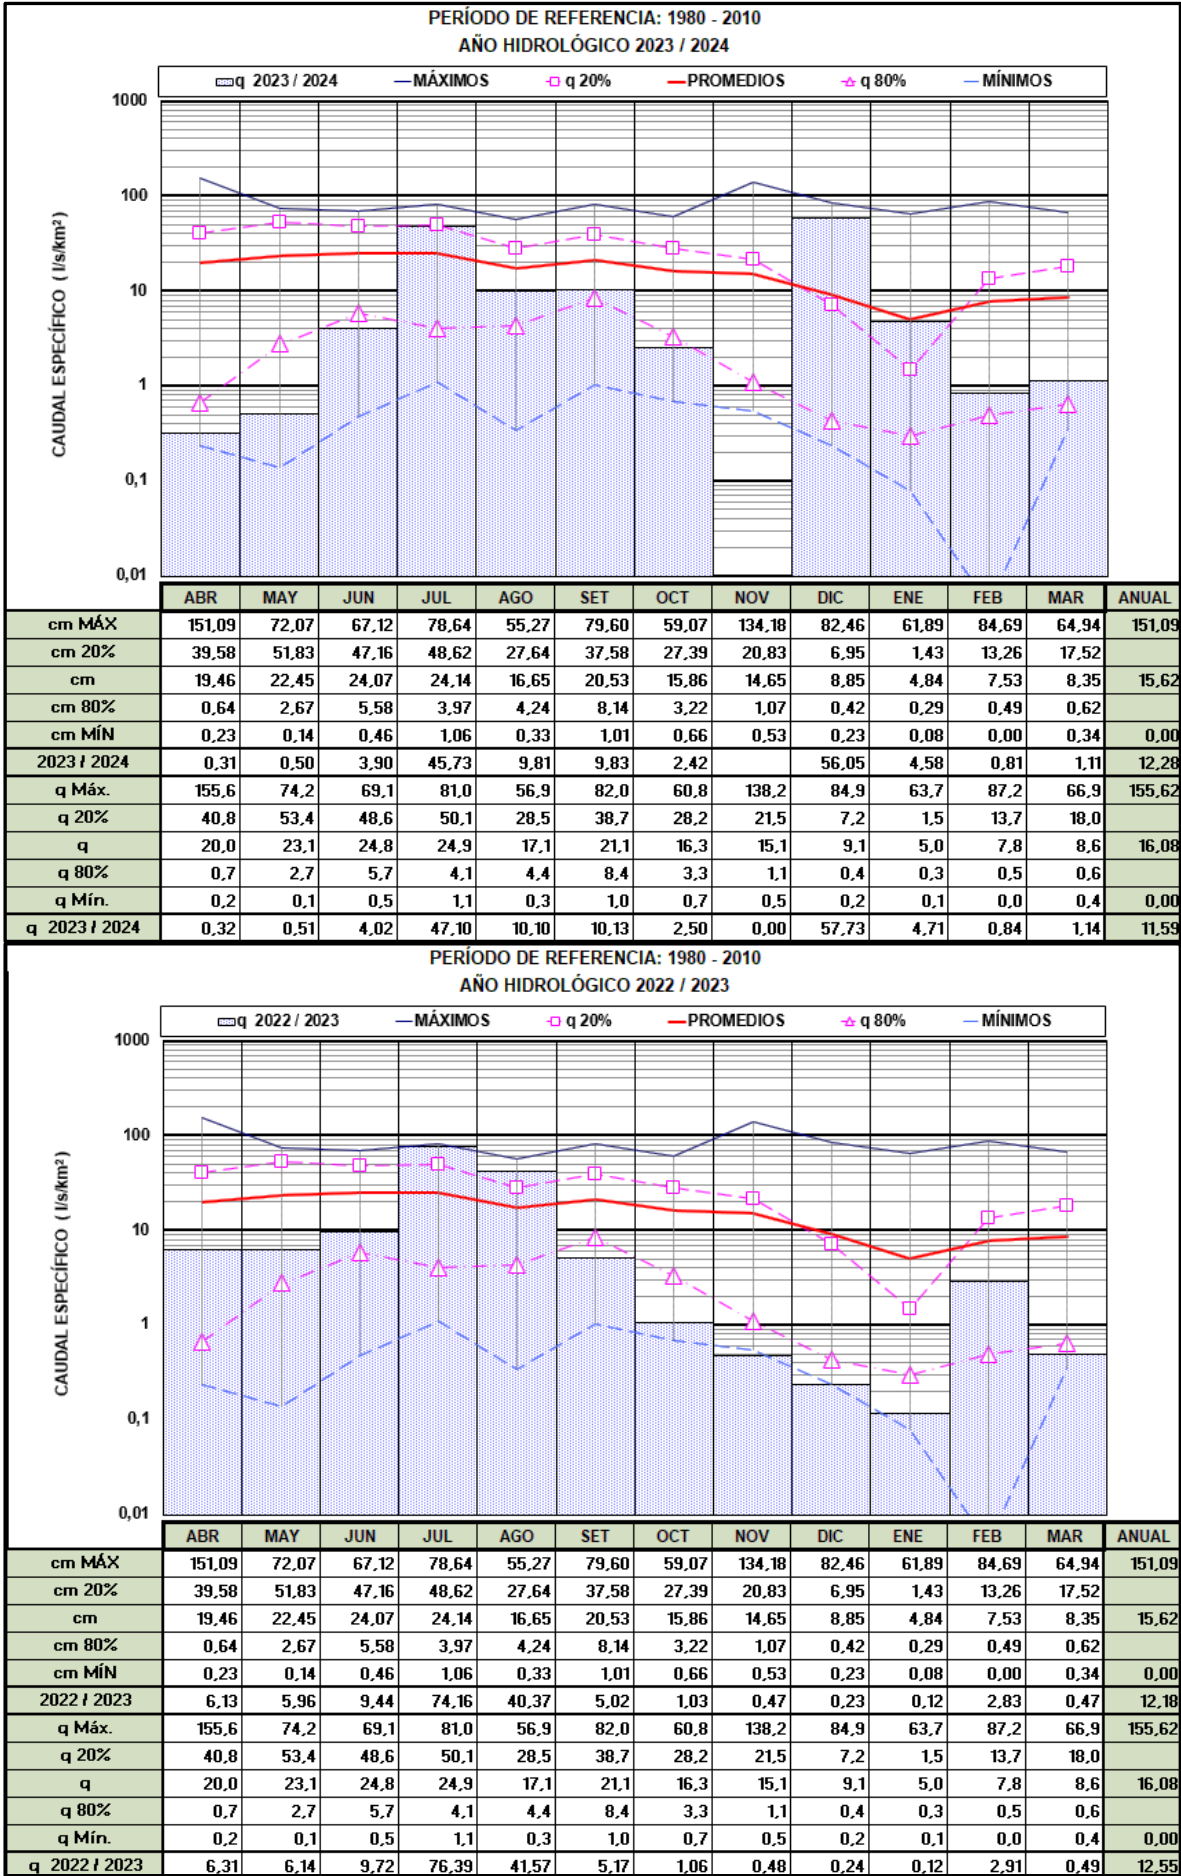 PERÍODO DE REFERENCIA: 1980 - 2010
AÑO HIDROLÓGICO 2023 / 2024
q 2023 / 2024 MÁXIMOS q 20% PROMEDIOS q 80% MÍNIMOS
CAUDAL ESPECÍFICO ( l/s/km²)
1000
100
10
1
0,1
0,01
ABR MAY JUN JUL AGO SET OCT NOV DIC ENE FEB MAR ANUAL
cm MÁX 151,09 72,07 67,12 78,64 55,27 79,60 59,07 134,18 82,46 61,89 84,69 64,94 151,09
cm 20% 39,58 51,83 47,16 48,62 27,64 37,58 27,39 20,83 6,95 1,43 13,26 17,52
cm 19,46 22,45 24,07 24,14 16,65 20,53 15,86 14,65 8,85 4,84 7,53 8,35 15,62
cm 80% 0,64 2,67 5,58 3,97 4,24 8,14 3,22 1,07 0,42 0,29 0,49 0,62
cm MÍN 0,23 0,14 0,46 1,06 0,33 1,01 0,66 0,53 0,23 0,08 0,00 0,34 0,00
2023 / 2024 0,31 0,50 3,90 45,73 9,81 9,83 2,42 56,05 4,58 0,81 1,11 12,28
q Máx. 155,6 74,2 69,1 81,0 56,9 82,0 60,8 138,2 84,9 63,7 87,2 66,9 155,62
q 20% 40,8 53,4 48,6 50,1 28,5 38,7 28,2 21,5 7,2 1,5 13,7 18,0
q 20,0 23,1 24,8 24,9 17,1 21,1 16,3 15,1 9,1 5,0 7,8 8,6 16,08
q 80% 0,7 2,7 5,7 4,1 4,4 8,4 3,3 1,1 0,4 0,3 0,5 0,6
q Mín. 0,2 0,1 0,5 1,1 0,3 1,0 0,7 0,5 0,2 0,1 0,0 0,4 0,00
q 2023 / 2024 0,32 0,51 4,02 47,10 10,10 10,13 2,50 0,00 57,73 4,71 0,84 1,14 11,59
PERÍODO DE REFERENCIA: 1980 - 2010
AÑO HIDROLÓGICO 2022 / 2023
q 2022 / 2023 MÁXIMOS q 20% PROMEDIOS q 80% MÍNIMOS
CAUDAL ESPECÍFICO ( l/s/km²)
1000
100
10
1
0,1
0,01
ABR MAY JUN JUL AGO SET OCT NOV DIC ENE FEB MAR ANUAL
cm MÁX 151,09 72,07 67,12 78,64 55,27 79,60 59,07 134,18 82,46 61,89 84,69 64,94 151,09
cm 20% 39,58 51,83 47,16 48,62 27,64 37,58 27,39 20,83 6,95 1,43 13,26 17,52
cm 19,46 22,45 24,07 24,14 16,65 20,53 15,86 14,65 8,85 4,84 7,53 8,35 15,62
cm 80% 0,64 2,67 5,58 3,97 4,24 8,14 3,22 1,07 0,42 0,29 0,49 0,62
cm MÍN 0,23 0,14 0,46 1,06 0,33 1,01 0,66 0,53 0,23 0,08 0,00 0,34 0,00
2022 / 2023 6,13 5,96 9,44 74,16 40,37 5,02 1,03 0,47 0,23 0,12 2,83 0,47 12,18
q Máx. 155,6 74,2 69,1 81,0 56,9 82,0 60,8 138,2 84,9 63,7 87,2 66,9 155,62
q 20% 40,8 53,4 48,6 50,1 28,5 38,7 28,2 21,5 7,2 1,5 13,7 18,0
q 20,0 23,1 24,8 24,9 17,1 21,1 16,3 15,1 9,1 5,0 7,8 8,6 16,08
q 80% 0,7 2,7 5,7 4,1 4,4 8,4 3,3 1,1 0,4 0,3 0,5 0,6
q Mín. 0,2 0,1 0,5 1,1 0,3 1,0 0,7 0,5 0,2 0,1 0,0 0,4 0,00
q 2022 / 2023 6,31 6,14 9,72 76,39 41,57 5,17 1,06 0,48 0,24 0,12 2,91 0,49 12,55